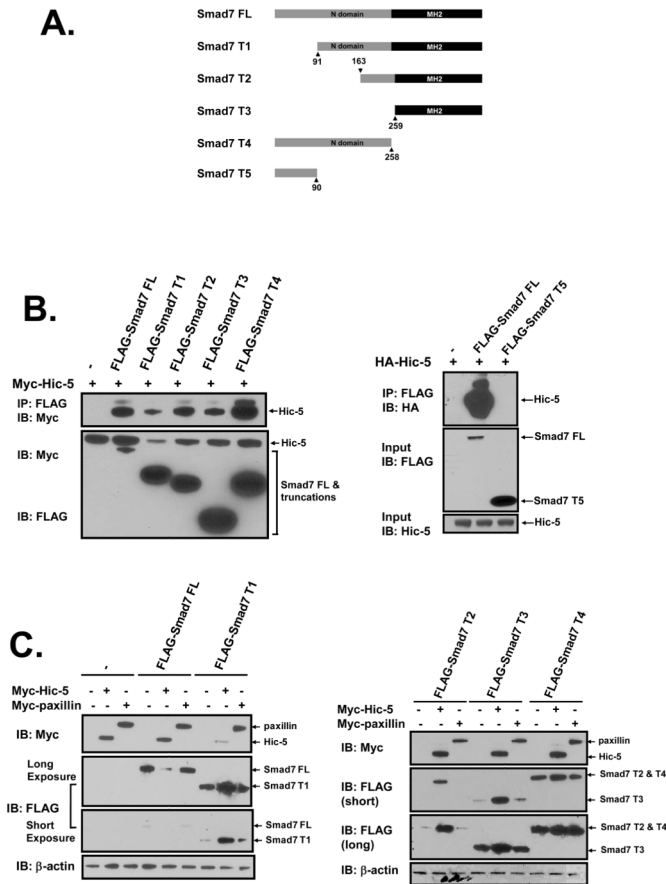 A.
Smad7 FL
N domain
MH2
Smad7 T1
N domain
MH2
91
163
Smad7 T2
MH2
Smad7 T3
MH2
259
Smad7 T4
N domain
258
Smad7 T5
90
B.
-
FLAG-Smad7 FL
FLAG-Smad7 T1
FLAG-Smad7 T2
FLAG-Smad7 T3
FLAG-Smad7 T4
Myc-Hic-5
+ + + + + +
IP: FLAG
IB: Myc
Hic-5
IB: Myc
Hic-5
Smad7 FL &
truncations
IB: FLAG
-
FLAG-Smad7 FL
FLAG-Smad7 T5
HA-Hic-5
+ + +
IP: FLAG
IB: HA
Hic-5
Input
IB: FLAG
Smad7 FL
Smad7 T5
Input
IB: Hic-5
Hic-5
C.
-
FLAG-Smad7 FL
FLAG-Smad7 T1
Myc-Hic-5
- + - - + - - + -
Myc-paxillin
- - + - - + - - +
IB: Myc
paxillin
Hic-5
Long
Exposure
Smad7 FL
Smad7 T1
IB: FLAG
Short
Exposure
Smad7 FL
Smad7 T1
IB: β-actin
FLAG-Smad7 T2
FLAG-Smad7 T3
FLAG-Smad7 T4
Myc-Hic-5
- + - - + - - + -
Myc-paxillin
- - + - - + - - +
IB: Myc
paxillin
Hic-5
IB: FLAG
(short)
Smad7 T2 & T4
Smad7 T3
IB: FLAG
(long)
Smad7 T2 & T4
Smad7 T3
IB: β-actin